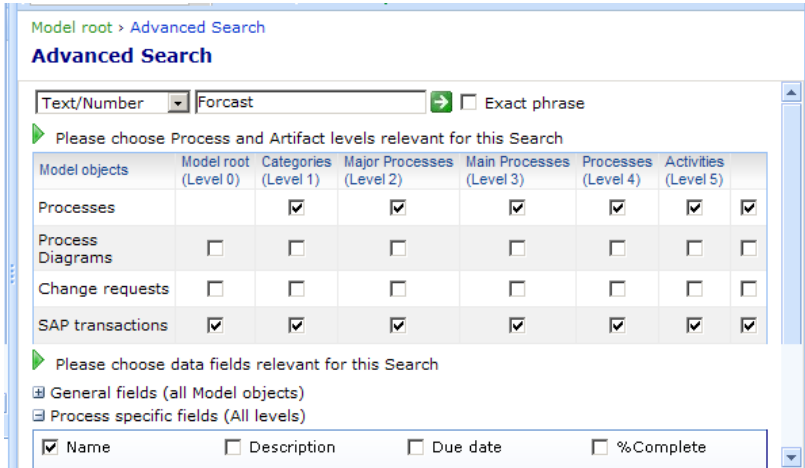 Model root › Advanced Search
Advanced Search
Text/Number Forcast Exact phrase
Please choose Process and Artifact levels relevant for this Search
Model objects Model root (Level 0) Categories (Level 1) Major Processes (Level 2) Main Processes (Level 3) Processes (Level 4) Activities (Level 5)
Processes
Process
Diagrams
Change requests
SAP transactions
Please choose data fields relevant for this Search
General fields (all Model objects)
Process specific fields (All levels)
Name Description Due date %Complete